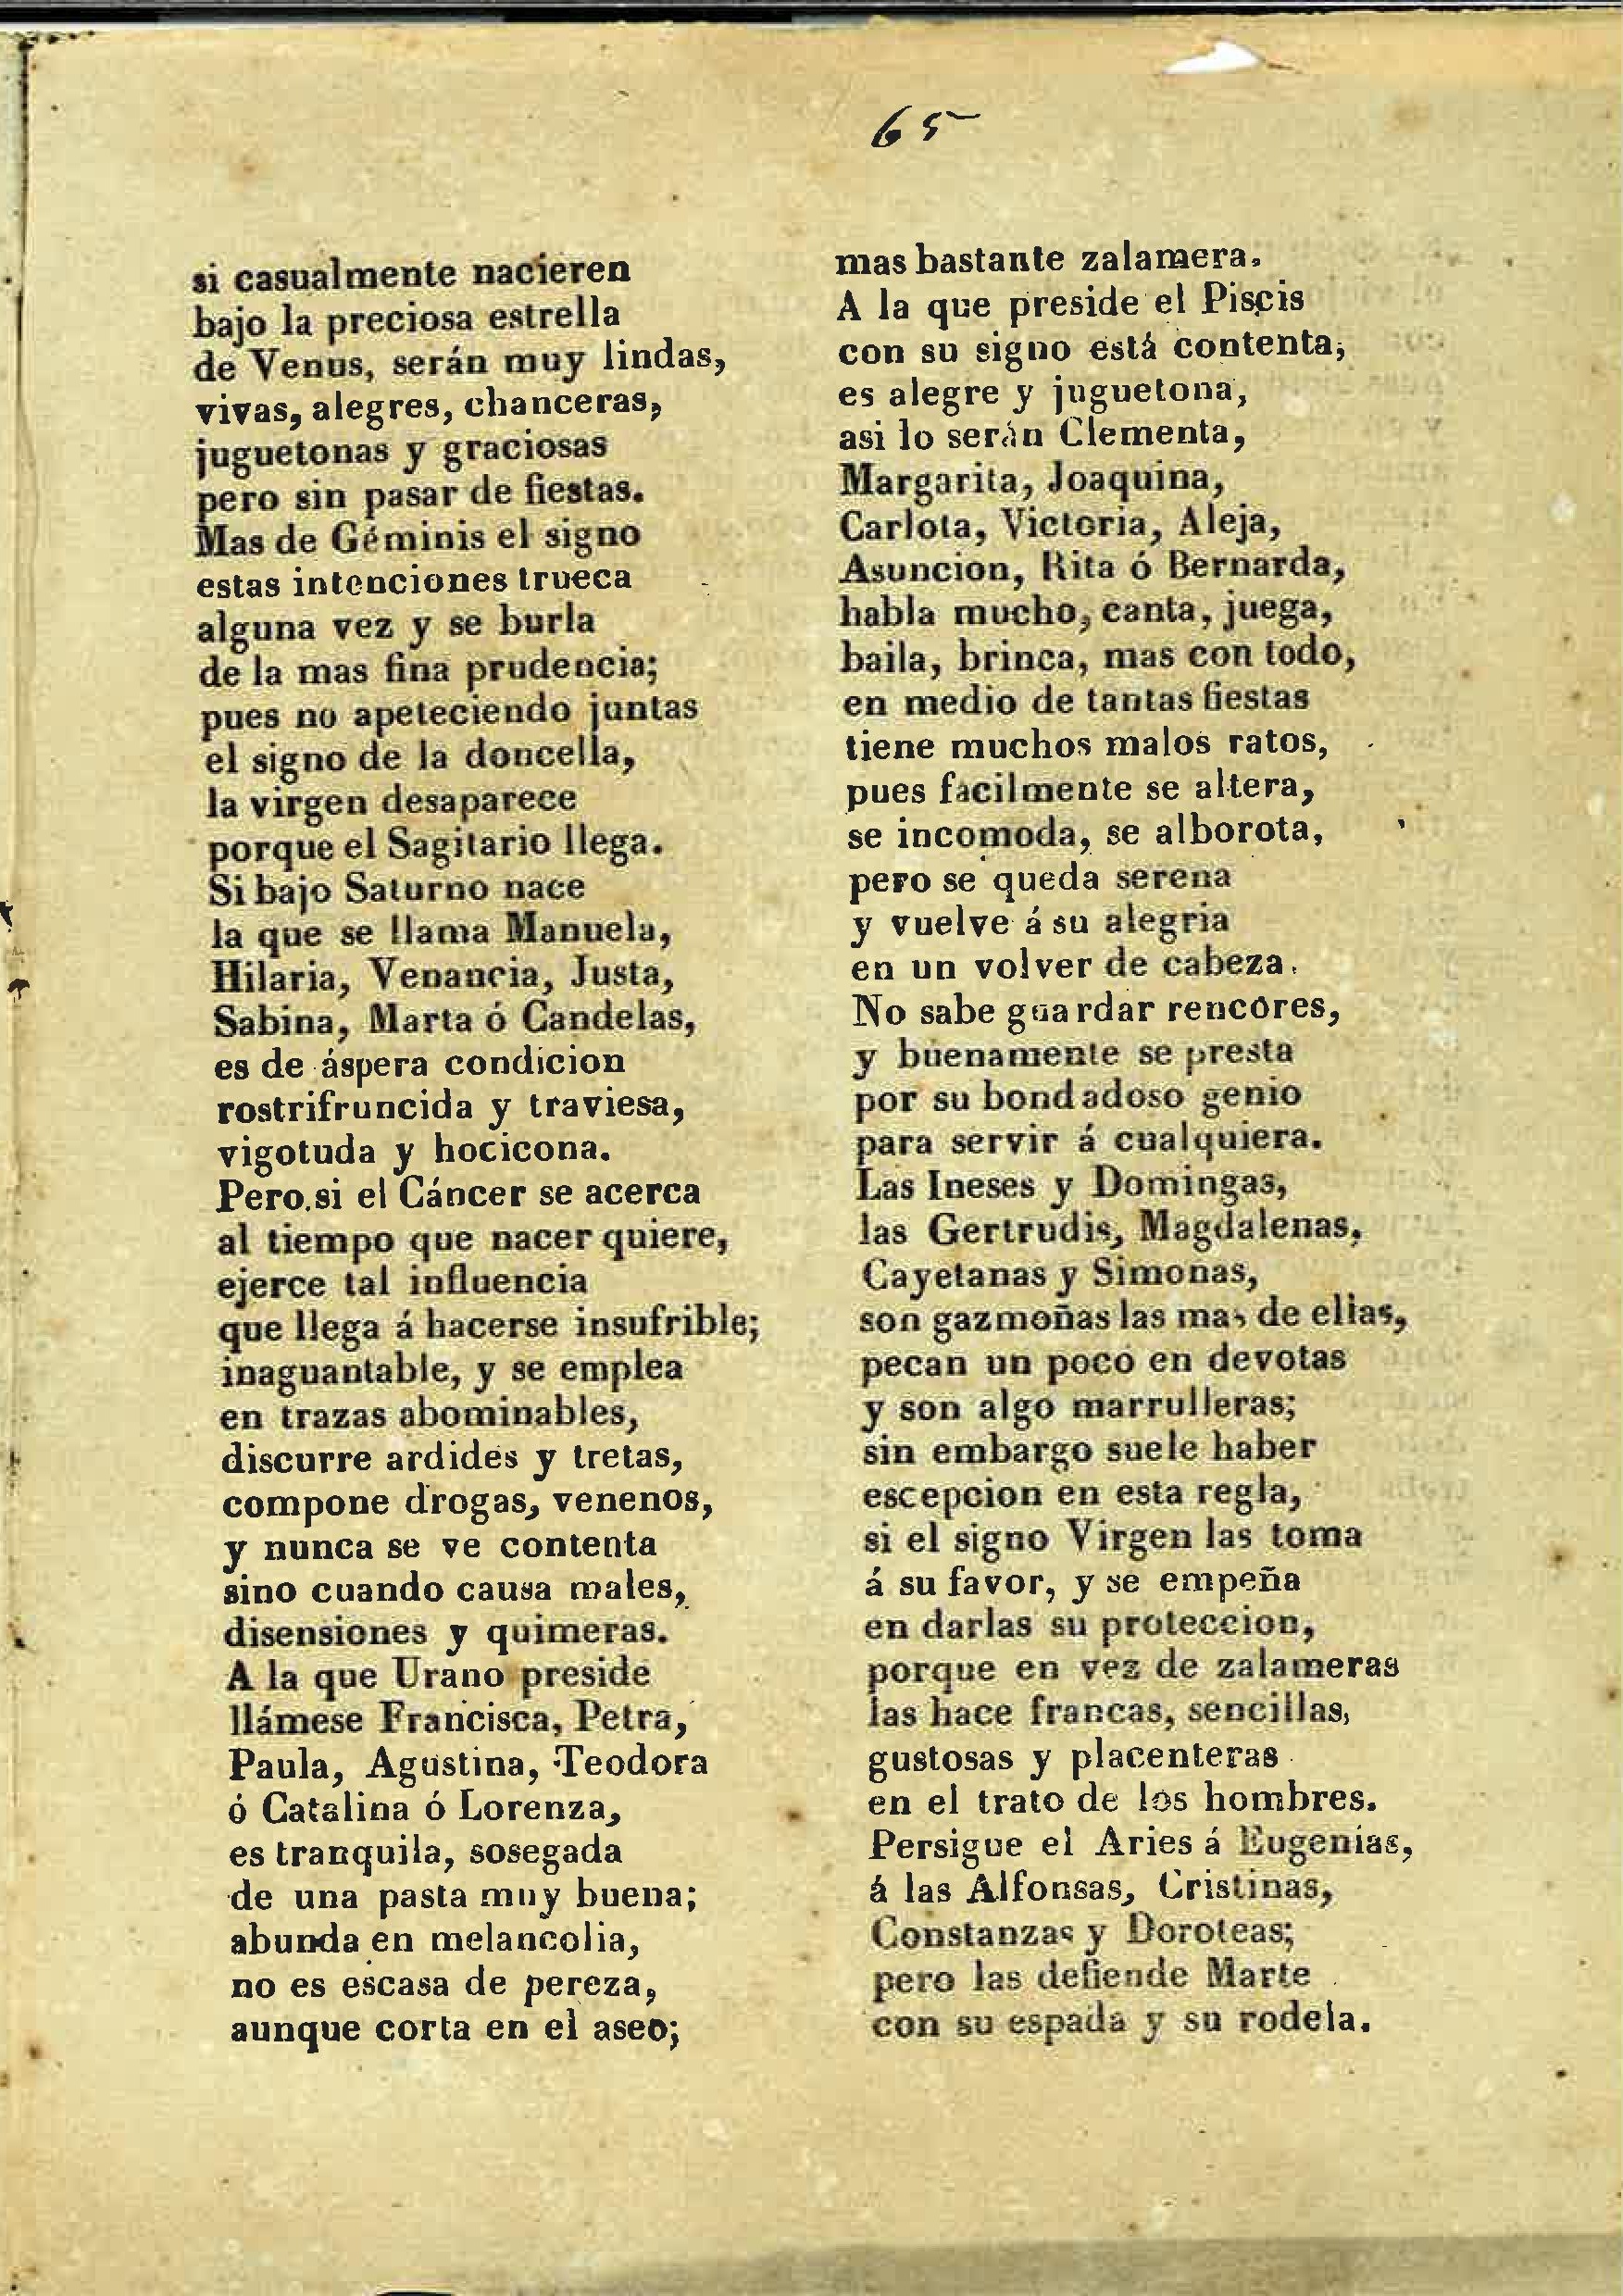 65
si casualmente nacieren
bajo la preciosa estrella
de Venus, serán muy lindas,
vivas, alegres, chanceras,
juguetonas y graciosas
pero sin pasar de fiestas.
Mas de Géminis el signo
estas intenciones trueca
alguna vez y se burla
de la mas fina prudencia;
pues no apeteciendo juntas
el signo de la doncella,
la virgen desaparece
porque el Sagitario llega.
Si bajo Saturno nace
la que se llama Manuela,
Hilaria, Venancia, Justa,
Sabina, Marta ó Candelas,
es de áspera condicion
rostrifruncida y traviesa,
vigotuda y hocicona.
Pero si el Cáncer se acerca
al tiempo que nacer quiere,
ejerce tal influencia
que llega á hacerse insufrible;
inaguantable, y se emplea
en trazas abominables,
discurre ardides y tretas,
compone drogas, venenos,
y nunca se ve contenta
sino cuando causa males,
disensiones y quimeras.
A la que Urano preside
llámese Francisca, Petra,
Paula, Agustina, Teodora
ó Catalina ó Lorenza,
es tranquila, sosegada
de una pasta muy buena;
abunda en melancolia,
no es escasa de pereza,
aunque corta en el aseo;
mas bastante zalamera.
A la que preside el Piscis
con su signo está contenta,
es alegre y juguetona,
asi lo serán Clementa,
Margarita, Joaquina,
Carlota, Victoria, Aleja,
Asuncion, Rita ó Bernarda,
habla mucho, canta, juega,
baila, brinca, mas con todo,
en medio de tantas fiestas
tiene muchos malos ratos,
pues facilmente se altera,
se incomoda, se alborota,
pero se queda serena
y vuelve á su alegria
en un volver de cabeza.
No sabe guardar rencores,
y buenamente se presta
por su bondadoso genio
para servir á cualquiera.
Las Ineses y Domingas,
las Gertrudis, Magdalenas,
Cayetanas y Simonas,
son gazmoñas las mas de ellas,
pecan un poco en devotas
y son algo marrulleras;
sin embargo suele haber
escepcion en esta regla,
si el signo Virgen las toma
á su favor, y se empeña
en darlas su proteccion,
porque en vez de zalameras
las hace francas, sencillas,
gustosas y placenteras
en el trato de los hombres.
Persigue el Aries á Eugenias,
á las Alfonsas, Cristinas,
Constanzas y Doroteas;
pero las defiende Marte
con su espada y su rodela.